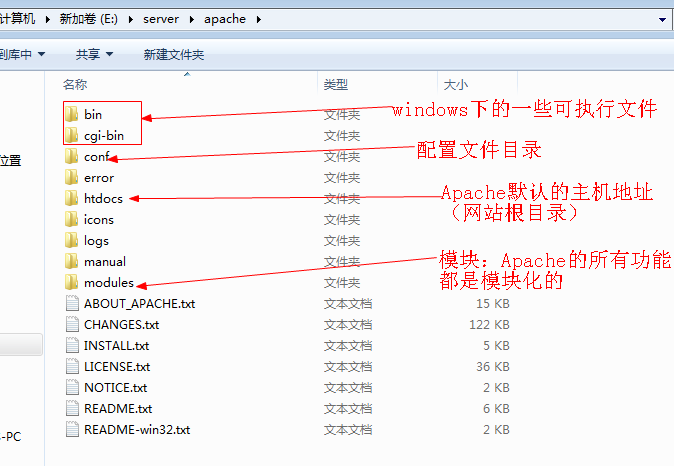 计算机 ▸ 新加卷 (E:) ▸ server ▸ apache ▸
到库中 ▾ 共享 ▾ 新建文件夹
名称 类型 大小
bin 文件夹
cgi-bin 文件夹
windows下的一些可执行文件
conf 文件夹
配置文件目录
位置
error 文件夹
htdocs 文件夹
Apache默认的主机地址
（网站根目录）
icons 文件夹
logs 文件夹
manual 文件夹
modules 文件夹
模块：Apache的所有功能
都是模块化的
ABOUT_APACHE.txt 文本文档 15 KB
CHANGES.txt 文本文档 122 KB
INSTALL.txt 文本文档 5 KB
LICENSE.txt 文本文档 36 KB
NOTICE.txt 文本文档 2 KB
README.txt 文本文档 6 KB
README-win32.txt 文本文档 2 KB
-PC